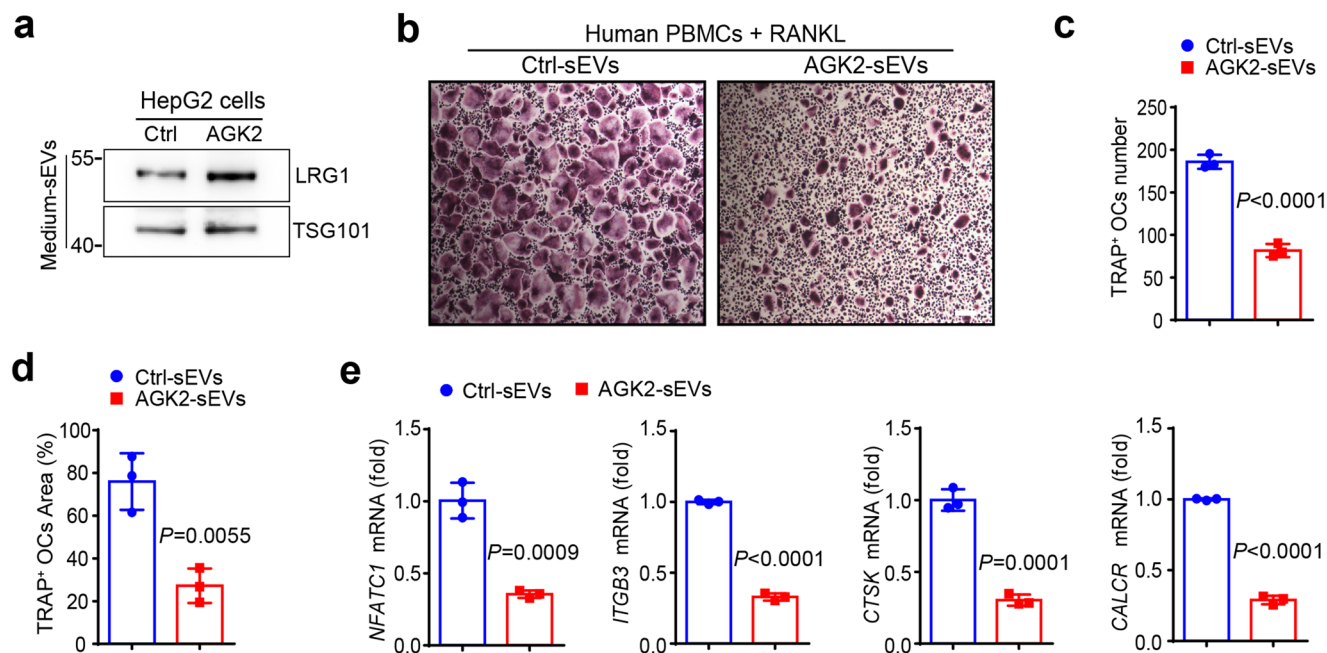 a
HepG2 cells
Ctrl AGK2
Medium-sEVs
55-
40-
LRG1
TSG101
b
Human PBMCs + RANKL
Ctrl-sEVs AGK2-sEVs
c
Ctrl-sEVs
AGK2-sEVs
TRAP⁺ OCs number
250
200
150
100
50
0
P<0.0001
d
Ctrl-sEVs
AGK2-sEVs
TRAP⁺ OCs Area (%)
100
80
60
40
20
0
P=0.0055
e
Ctrl-sEVs AGK2-sEVs
NFATC1 mRNA (fold)
1.5
1.0
0.5
0.0
P=0.0009
ITGB3 mRNA (fold)
1.5
1.0
0.5
0.0
P<0.0001
CTSK mRNA (fold)
1.5
1.0
0.5
0.0
P=0.0001
CALCR mRNA (fold)
1.5
1.0
0.5
0.0
P<0.0001